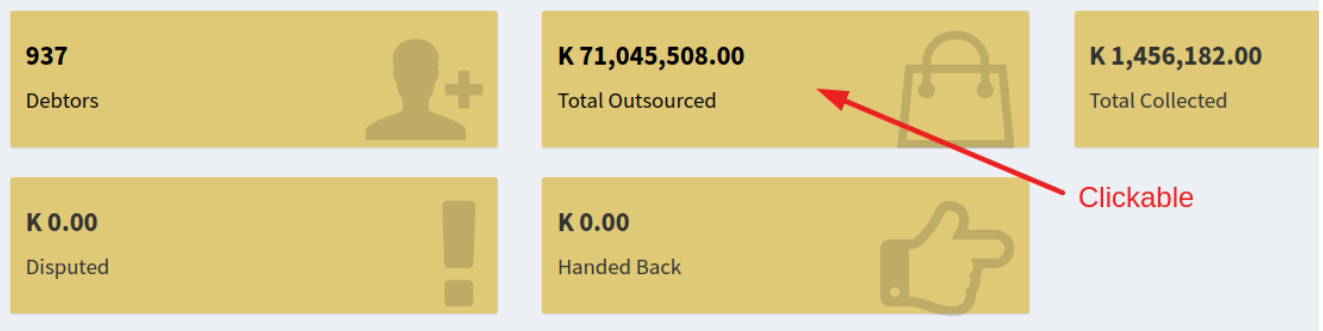 937
Debtors
K 71,045,508.00
Total Outsourced
K 1,456,182.00
Total Collected
Clickable
K 0.00
Disputed
K 0.00
Handed Back